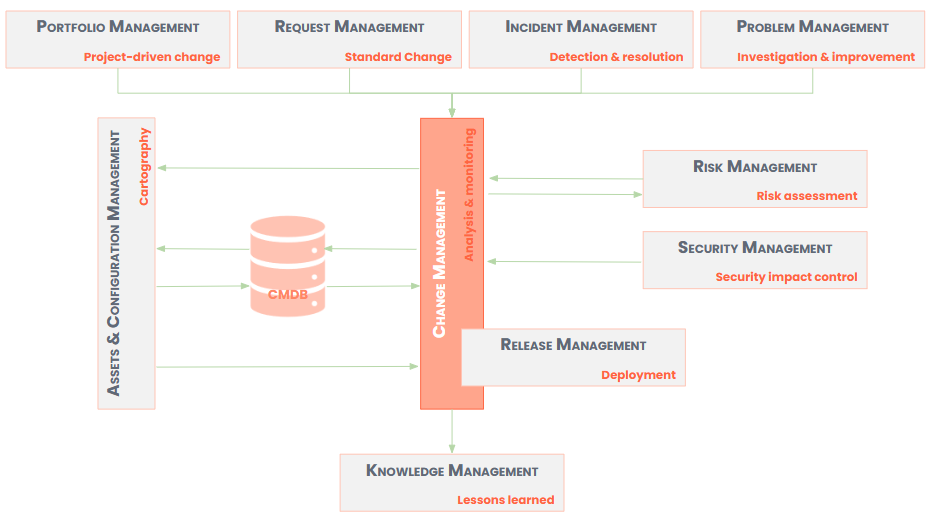 Portfolio Management
Project-driven change
Request Management
Standard Change
Incident Management
Detection & resolution
Problem Management
Investigation & improvement
Assets & Configuration Management
Cartography
CMDB
Change Management
Analysis & monitoring
Risk Management
Risk assessment
Security Management
Security impact control
Release Management
Deployment
Knowledge Management
Lessons learned